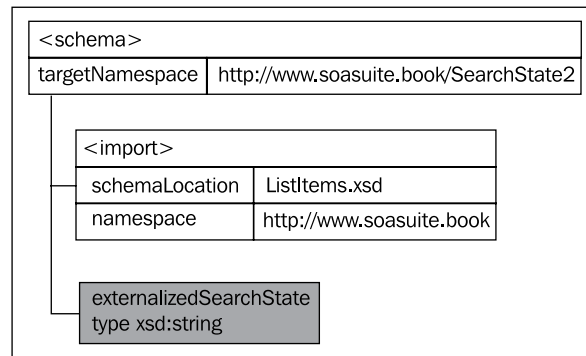 <schema>
targetNamespace http://www.soasuite.book/SearchState2
<import>
schemaLocation ListItems.xsd
namespace http://www.soasuite.book
externalizedSearchState
type xsd:string